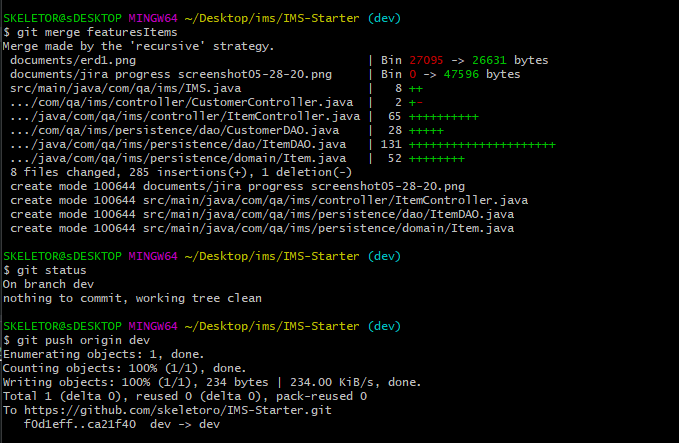 SKELETOR@sDESKTOP MINGW64 ~/Desktop/ims/IMS-Starter (dev)
$ git merge featuresItems
Merge made by the 'recursive' strategy.
 documents/erd1.png                                 | Bin 27095 -> 26631 bytes
 documents/jira progress screenshot05-28-20.png     | Bin 0 -> 47596 bytes
 src/main/java/com/qa/ims/IMS.java                  |   8 ++
 .../com/qa/ims/controller/CustomerController.java  |   2 +-
 .../java/com/qa/ims/controller/ItemController.java |  65 ++++++++++
 .../com/qa/ims/persistence/dao/CustomerDAO.java    |  28 +++++
 .../java/com/qa/ims/persistence/dao/ItemDAO.java   | 131 +++++++++++++++++++++
 .../java/com/qa/ims/persistence/domain/Item.java   |  52 ++++++++
 8 files changed, 285 insertions(+), 1 deletion(-)
 create mode 100644 documents/jira progress screenshot05-28-20.png
 create mode 100644 src/main/java/com/qa/ims/controller/ItemController.java
 create mode 100644 src/main/java/com/qa/ims/persistence/dao/ItemDAO.java
 create mode 100644 src/main/java/com/qa/ims/persistence/domain/Item.java
SKELETOR@sDESKTOP MINGW64 ~/Desktop/ims/IMS-Starter (dev)
$ git status
On branch dev
nothing to commit, working tree clean
SKELETOR@sDESKTOP MINGW64 ~/Desktop/ims/IMS-Starter (dev)
$ git push origin dev
Enumerating objects: 1, done.
Counting objects: 100% (1/1), done.
Writing objects: 100% (1/1), 234 bytes | 234.00 KiB/s, done.
Total 1 (delta 0), reused 0 (delta 0), pack-reused 0
To https://github.com/skeletoro/IMS-Starter.git
   f0d1eff..ca21f40  dev -> dev